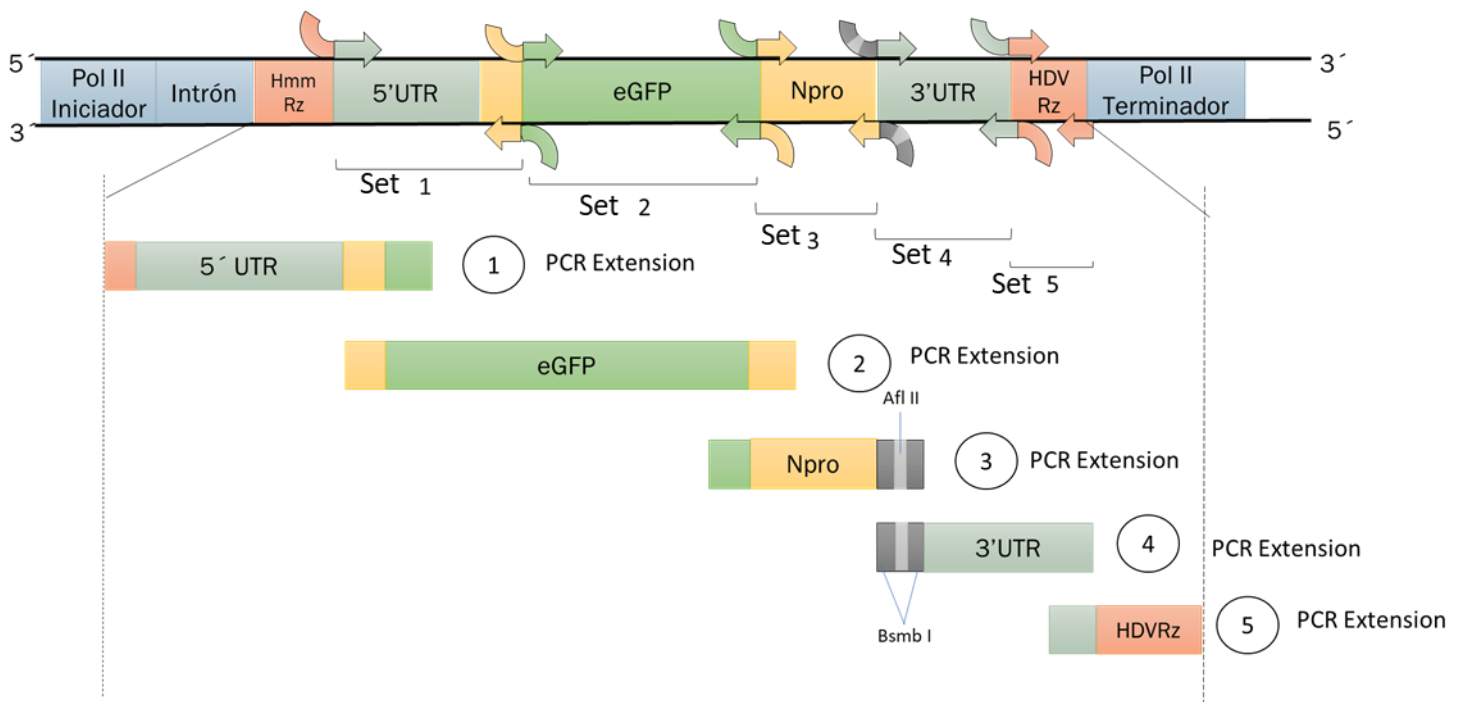 5´
3´
Pol II
Iniciador
Intrón
Hmm
Rz
5'UTR
eGFP
Npro
3'UTR
HDV
Rz
Pol II
Terminador
3´
5´
Set 1
Set 2
Set 3
Set 4
Set 5
5´ UTR
1
PCR Extension
eGFP
2
PCR Extension
Afl II
Npro
3
PCR Extension
3'UTR
4
PCR Extension
Bsmb I
HDVRz
5
PCR Extension